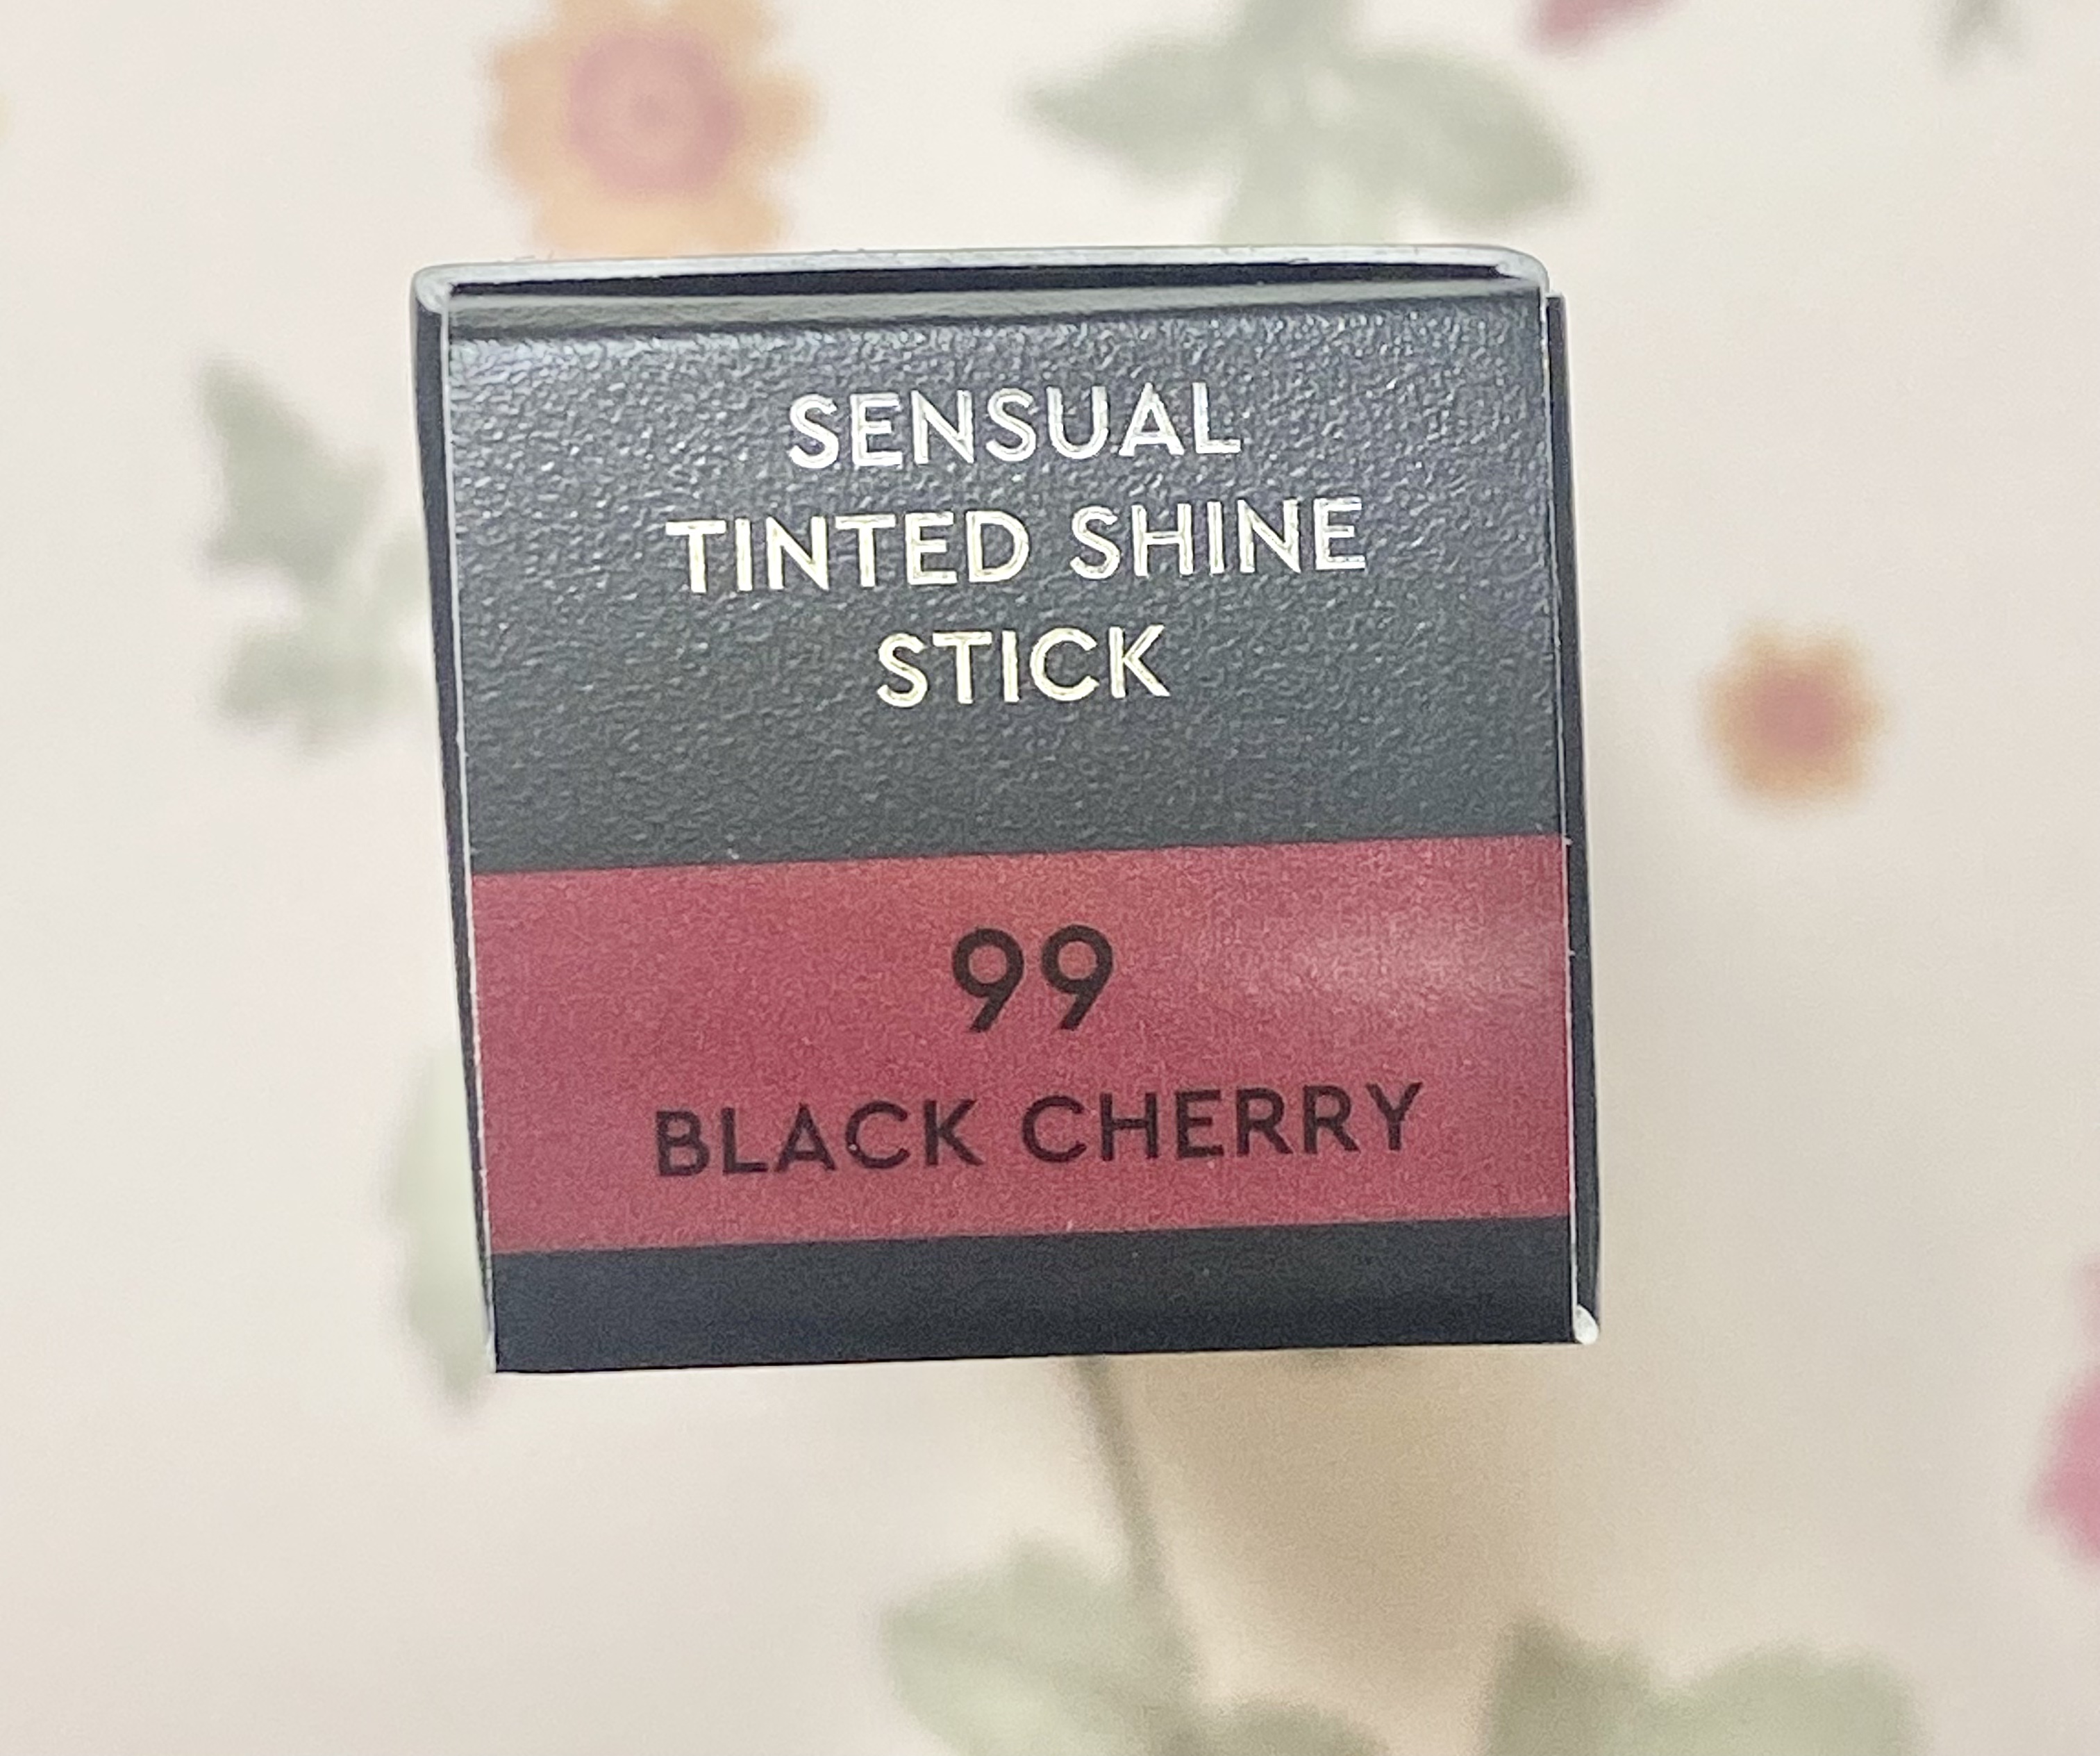 SENSUAL
TINTED SHINE
STICK
99
BLACK CHERRY